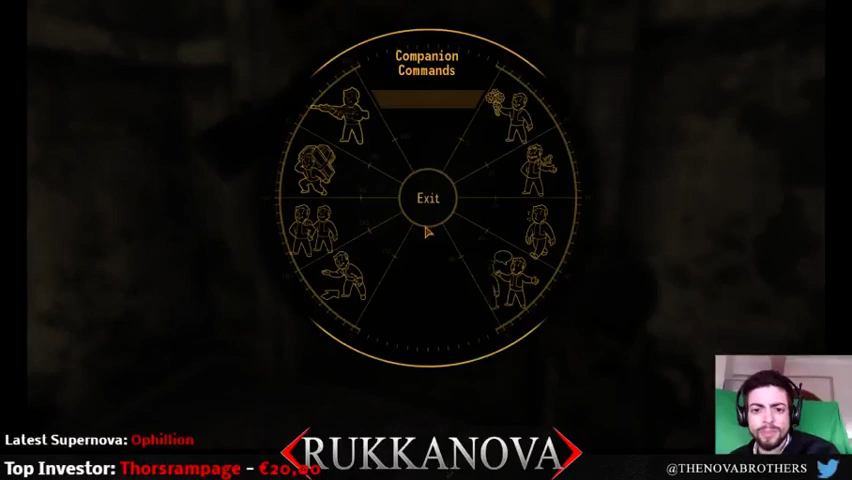 Companion
Commands
Exit
Latest Supernova: Ophillion
Top Investor: Thorsrampage - €20,00
RUKKANOVA
@THENOVABROTHERS